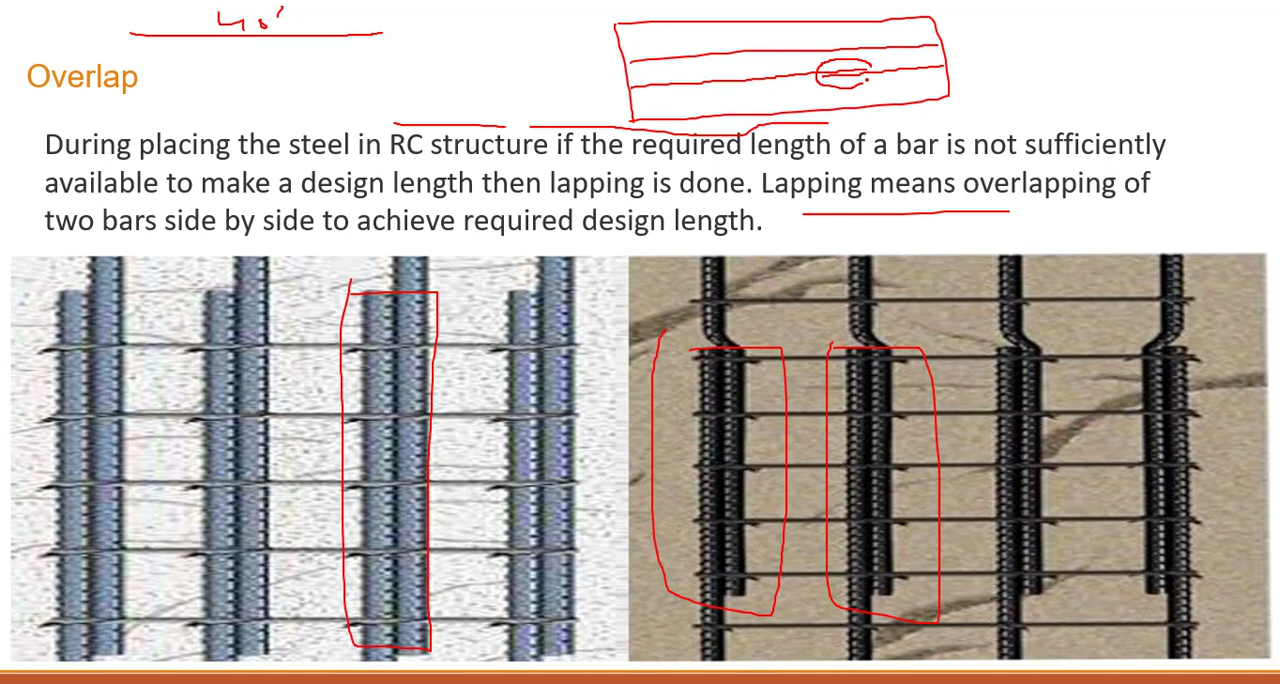 40'
Overlap
During placing the steel in RC structure if the required length of a bar is not sufficiently
available to make a design length then lapping is done. Lapping means overlapping of
two bars side by side to achieve required design length.